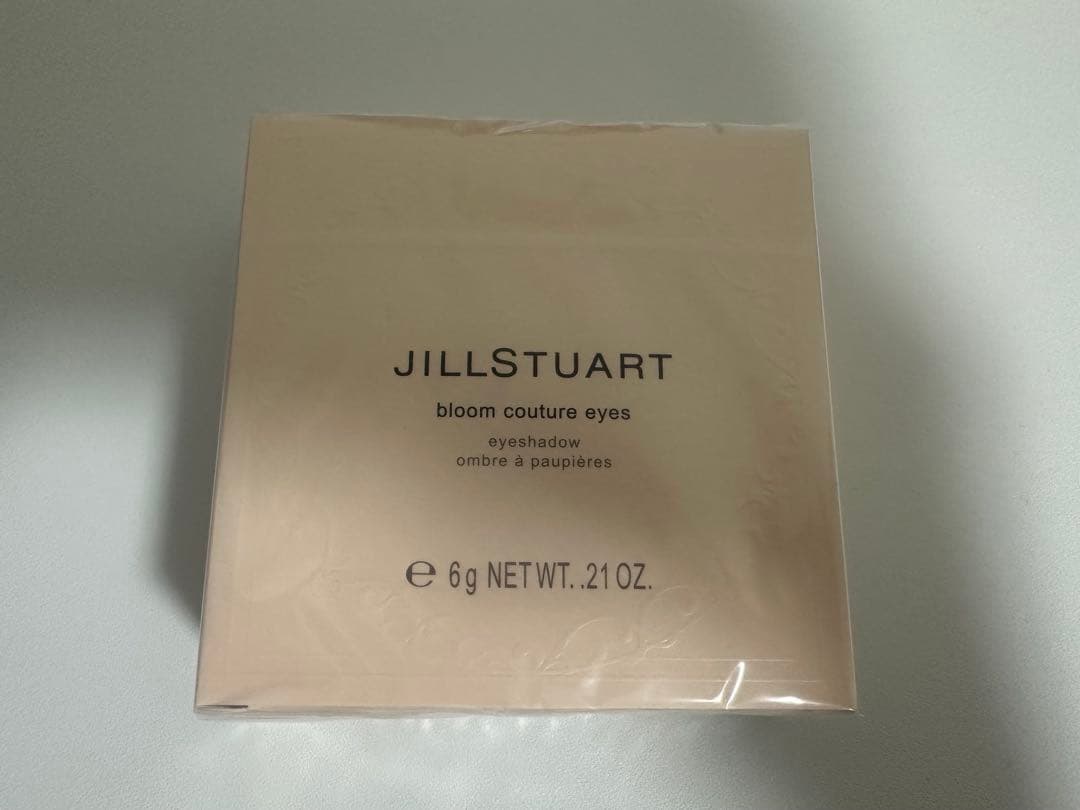 JILLSTUART
bloom couture eyes
eyeshadow
ombre à paupières
℮ 6g NET WT. .21 OZ.